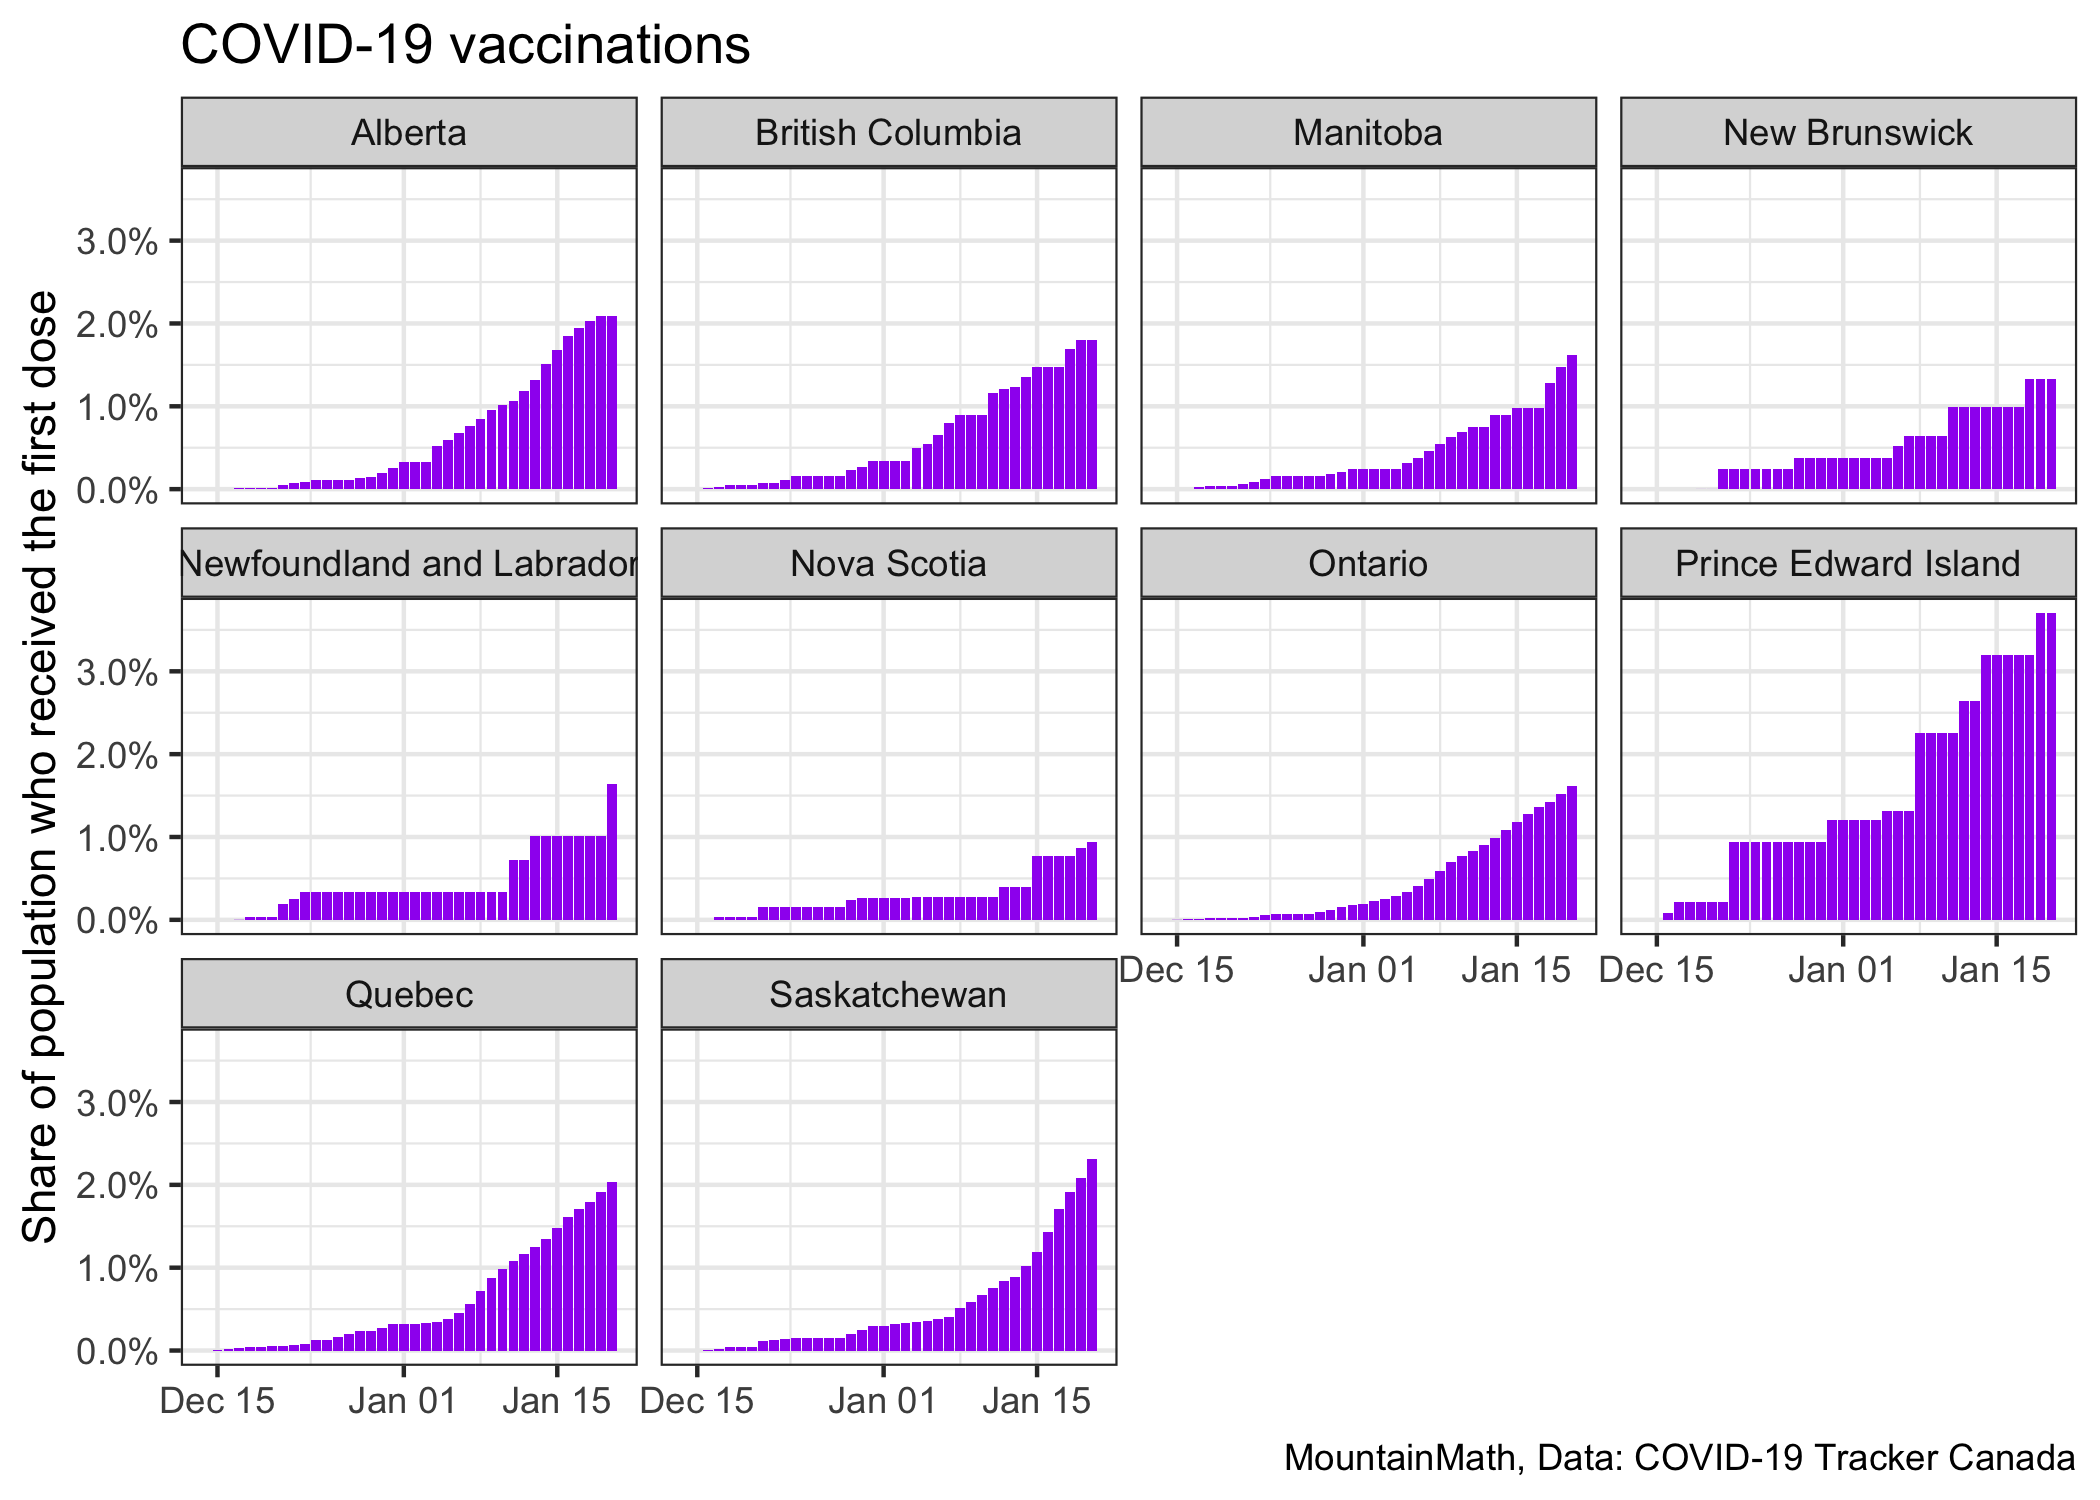 COVID-19 vaccinations
Share of population who received the first dose
Alberta
British Columbia
Manitoba
New Brunswick
3.0%
2.0%
1.0%
0.0%
Newfoundland and Labrador
Nova Scotia
Ontario
Prince Edward Island
3.0%
2.0%
1.0%
0.0%
Dec 15 Jan 01 Jan 15
Dec 15 Jan 01 Jan 15
Quebec
Saskatchewan
3.0%
2.0%
1.0%
0.0%
Dec 15 Jan 01 Jan 15
Dec 15 Jan 01 Jan 15
MountainMath, Data: COVID-19 Tracker Canada